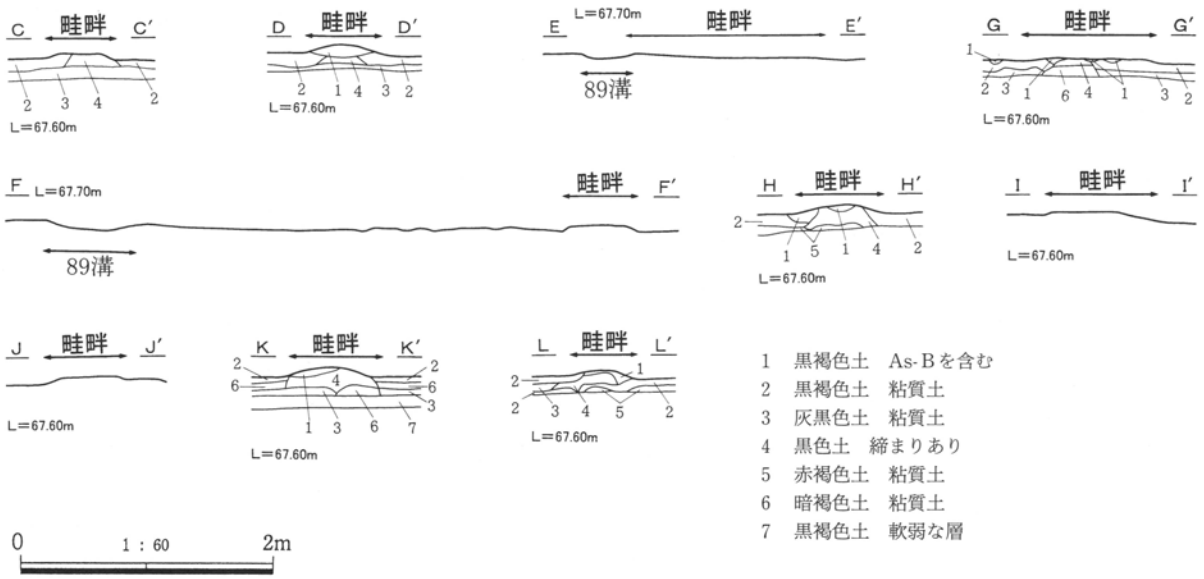 C 畦畔 C′
2 3 4 2
L=67.60m
D 畦畔 D′
2 1 4 3 2
L=67.60m
L=67.70m
E 畦畔 E′
89溝
G 畦畔 G′
1
2 3 1 6 4 1 3 2
L=67.60m
F L=67.70m 畦畔 F′
89溝
H 畦畔 H′
2
1 5 1 4 2
L=67.60m
I 畦畔 I′
L=67.60m
J 畦畔 J′
L=67.60m
K 畦畔 K′
2 4 2
6 6
3
1 3 6 7
L=67.60m
L 畦畔 L′
1
2
2 3 4 5 2
L=67.60m
1 黒褐色土 As-Bを含む
2 黒褐色土 粘質土
3 灰黒色土 粘質土
4 黒色土 締まりあり
5 赤褐色土 粘質土
6 暗褐色土 粘質土
7 黒褐色土 軟弱な層
0 1：60 2m